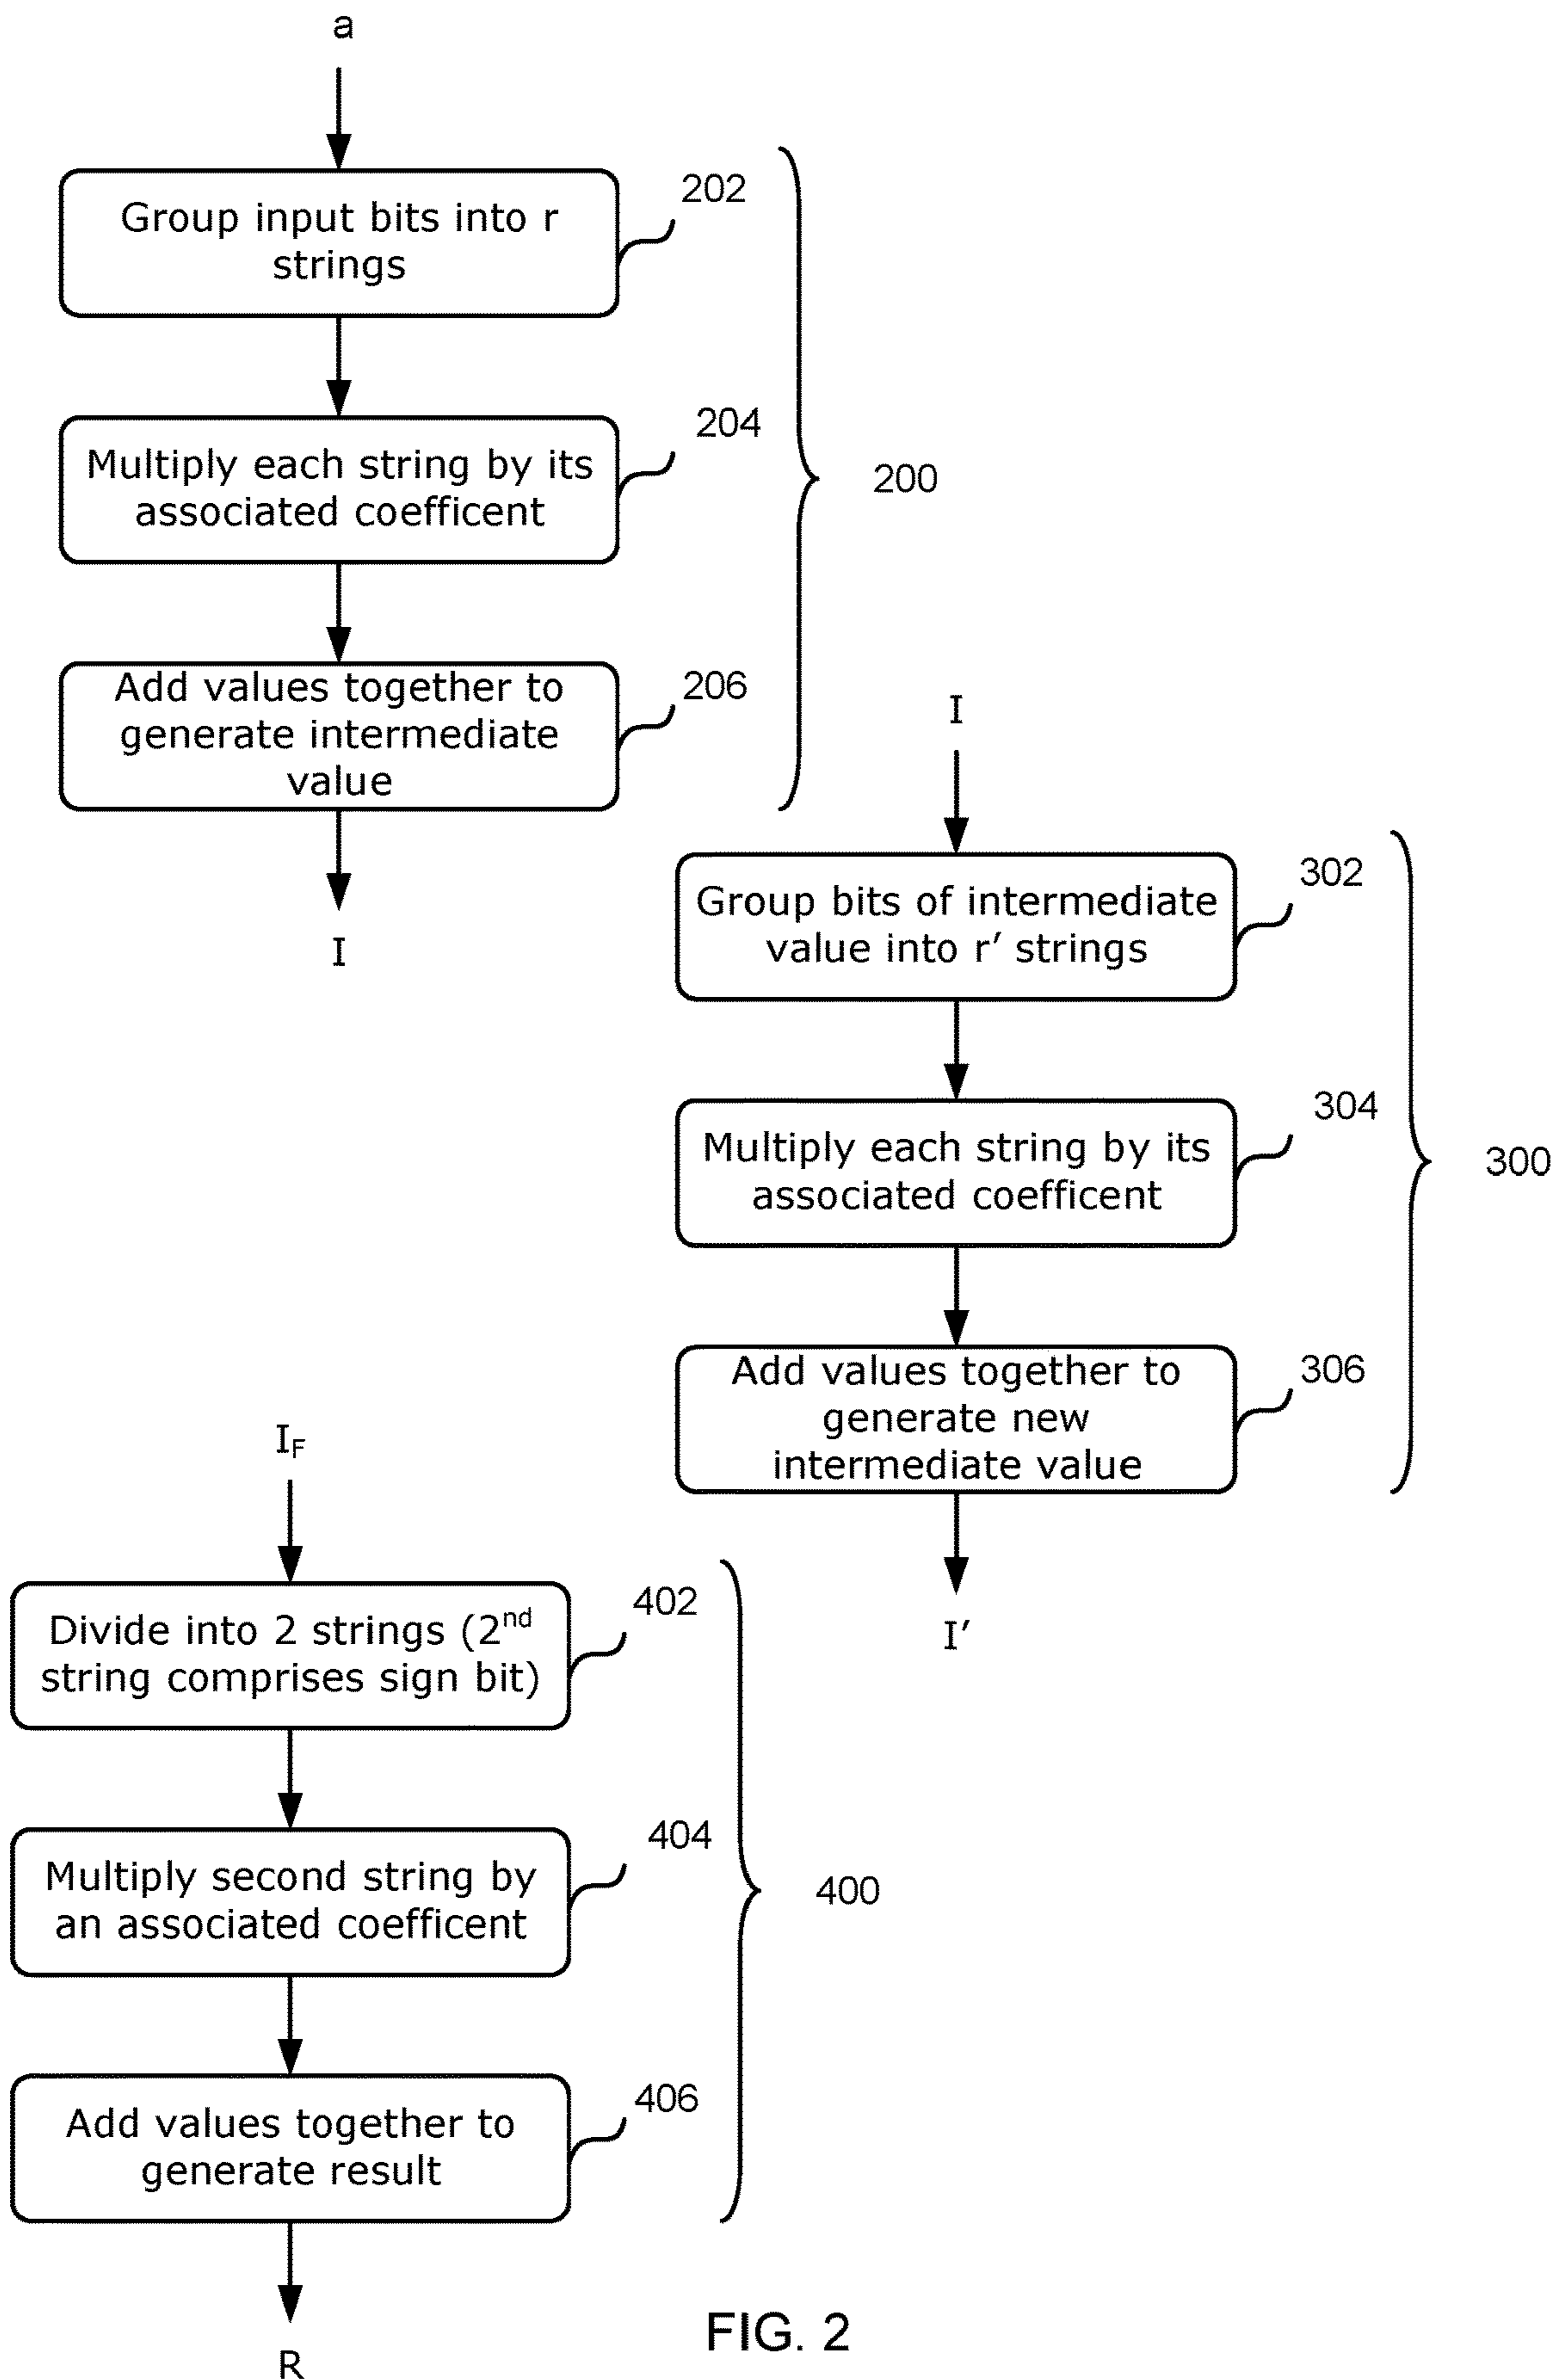 a
Group input bits into r
strings
202
Multiply each string by its
associated coefficent
204
200
Add values together to
generate intermediate
value
206
I
I
Group bits of intermediate
value into r’ strings
302
Multiply each string by its
associated coefficent
304
300
Add values together to
generate new
intermediate value
306
I’
IF
Divide into 2 strings (2nd
string comprises sign bit)
402
Multiply second string by
an associated coefficent
404
400
Add values together to
generate result
406
R
FIG. 2